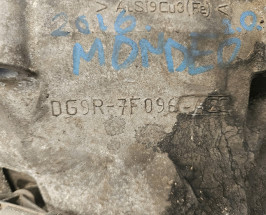 > ALSi9Cu3(Fe) <
2016
MONDEO
DG9R-7F096-